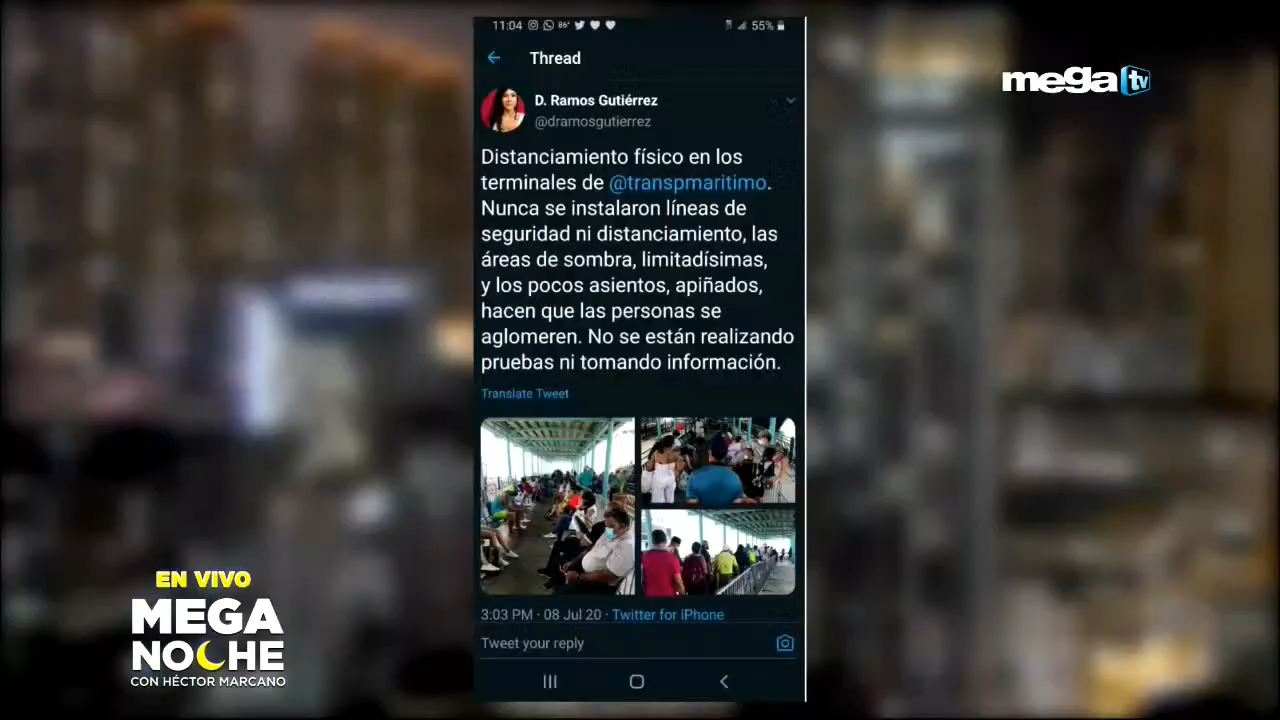 11:04 86° 55%
Thread
mega tv
D. Ramos Gutiérrez
@dramosgutierrez
Distanciamiento físico en los
terminales de @transpmaritimo.
Nunca se instalaron líneas de
seguridad ni distanciamiento, las
áreas de sombra, limitadísimas,
y los pocos asientos, apiñados,
hacen que las personas se
aglomeren. No se están realizando
pruebas ni tomando información.
Translate Tweet
3:03 PM · 08 Jul 20 · Twitter for iPhone
Tweet your reply
EN VIVO
MEGA
NOCHE
CON HÉCTOR MARCANO